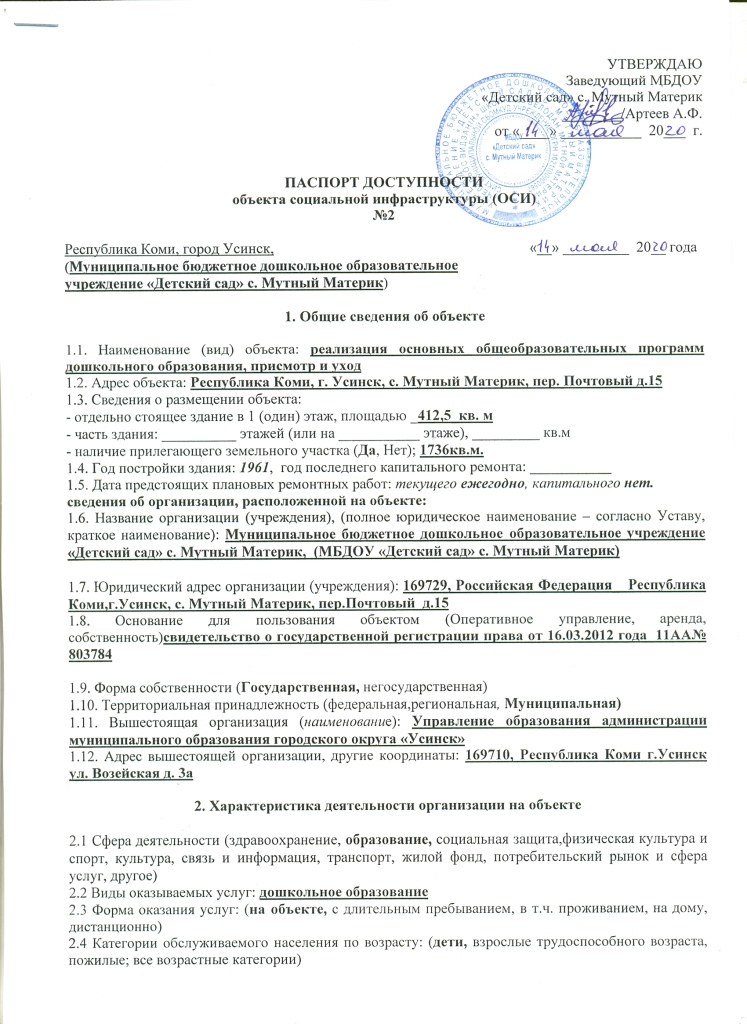 УТВЕРЖДАЮ
Заведующий МБДОУ
«Детский сад» с. Мутный Материк
/Артеев А.Ф.
от «14» мая 2020 г.
«Детский сад»
с. Мутный Материк
ПАСПОРТ ДОСТУПНОСТИ
объекта социальной инфраструктуры (ОСИ)
№2
Республика Коми, город Усинск, «14» мая 2020 года
(Муниципальное бюджетное дошкольное образовательное
учреждение «Детский сад» с. Мутный Материк)
1. Общие сведения об объекте
1.1. Наименование (вид) объекта: реализация основных общеобразовательных программ
дошкольного образования, присмотр и уход
1.2. Адрес объекта: Республика Коми, г. Усинск, с. Мутный Материк, пер. Почтовый д.15
1.3. Сведения о размещении объекта:
- отдельно стоящее здание в 1 (один) этаж, площадью _412,5 кв. м
- часть здания: __________ этажей (или на ___________ этаже), _________ кв.м
- наличие прилегающего земельного участка (Да, Нет); 1736кв.м.
1.4. Год постройки здания: 1961, год последнего капитального ремонта: ___________
1.5. Дата предстоящих плановых ремонтных работ: текущего ежегодно, капитального нет.
сведения об организации, расположенной на объекте:
1.6. Название организации (учреждения), (полное юридическое наименование – согласно Уставу,
краткое наименование): Муниципальное бюджетное дошкольное образовательное учреждение
«Детский сад» с. Мутный Материк, (МБДОУ «Детский сад» с. Мутный Материк)
1.7. Юридический адрес организации (учреждения): 169729, Российская Федерация Республика
Коми,г.Усинск, с. Мутный Материк, пер.Почтовый д.15
1.8. Основание для пользования объектом (Оперативное управление, аренда,
собственность)свидетельство о государственной регистрации права от 16.03.2012 года 11АА№
803784
1.9. Форма собственности (Государственная, негосударственная)
1.10. Территориальная принадлежность (федеральная,региональная, Муниципальная)
1.11. Вышестоящая организация (наименование): Управление образования администрации
муниципального образования городского округа «Усинск»
1.12. Адрес вышестоящей организации, другие координаты: 169710, Республика Коми г.Усинск
ул. Возейская д. 3а
2. Характеристика деятельности организации на объекте
2.1 Сфера деятельности (здравоохранение, образование, социальная защита,физическая культура и
спорт, культура, связь и информация, транспорт, жилой фонд, потребительский рынок и сфера
услуг, другое)
2.2 Виды оказываемых услуг: дошкольное образование
2.3 Форма оказания услуг: (на объекте, с длительным пребыванием, в т.ч. проживанием, на дому,
дистанционно)
2.4 Категории обслуживаемого населения по возрасту: (дети, взрослые трудоспособного возраста,
пожилые; все возрастные категории)